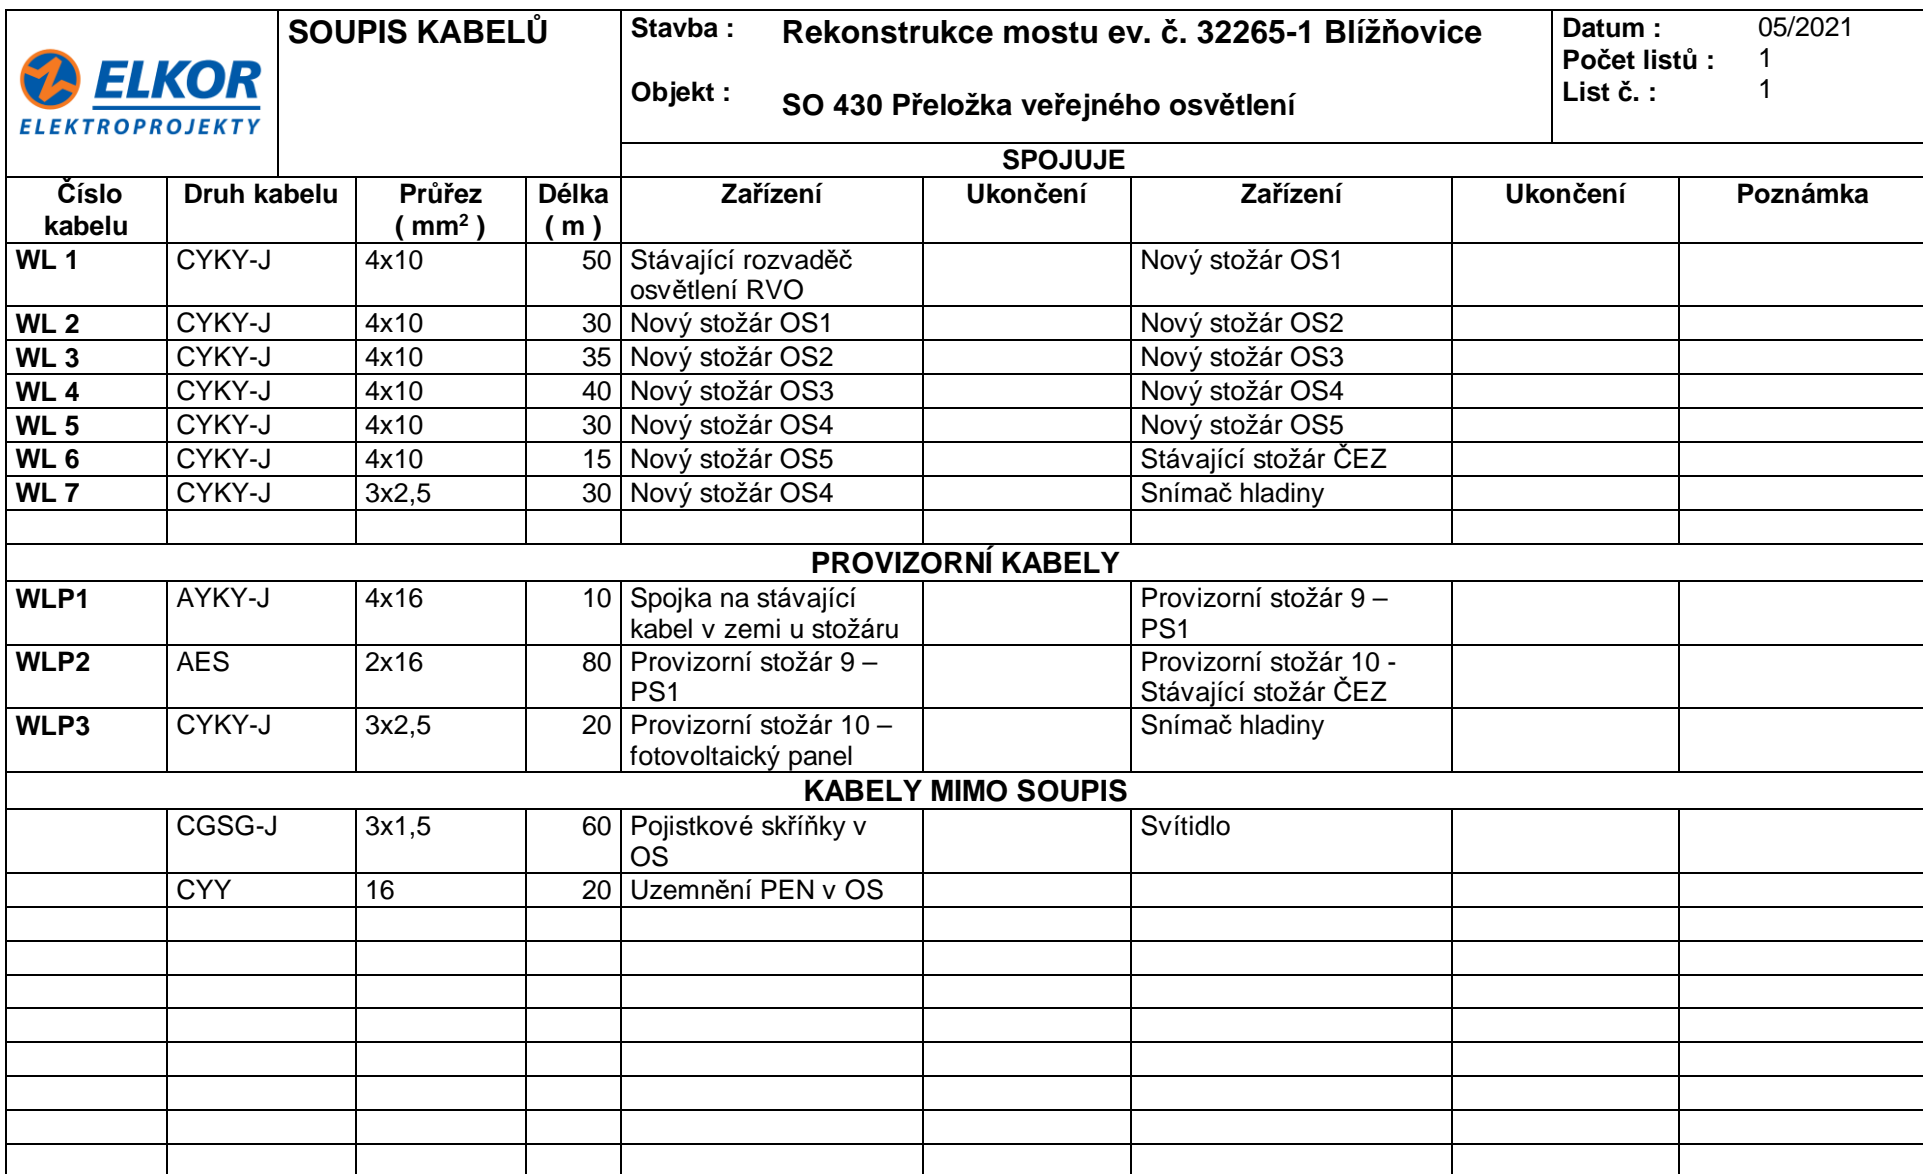 ELKOR
ELEKTROPROJEKTY
SOUPIS KABELŮ
Stavba : Rekonstrukce mostu ev. č. 32265-1 Blížňovice
Objekt : SO 430 Přeložka veřejného osvětlení
Datum : 05/2021
Počet listů : 1
List č. : 1
SPOJUJE
Číslo kabelu Druh kabelu Průřez ( mm² ) Délka ( m ) Zařízení Ukončení Zařízení Ukončení Poznámka
WL 1 CYKY-J 4x10 50 Stávající rozvaděč osvětlení RVO Nový stožár OS1
WL 2 CYKY-J 4x10 30 Nový stožár OS1 Nový stožár OS2
WL 3 CYKY-J 4x10 35 Nový stožár OS2 Nový stožár OS3
WL 4 CYKY-J 4x10 40 Nový stožár OS3 Nový stožár OS4
WL 5 CYKY-J 4x10 30 Nový stožár OS4 Nový stožár OS5
WL 6 CYKY-J 4x10 15 Nový stožár OS5 Stávající stožár ČEZ
WL 7 CYKY-J 3x2,5 30 Nový stožár OS4 Snímač hladiny
PROVIZORNÍ KABELY
WLP1 AYKY-J 4x16 10 Spojka na stávající kabel v zemi u stožáru Provizorní stožár 9 – PS1
WLP2 AES 2x16 80 Provizorní stožár 9 – PS1 Provizorní stožár 10 - Stávající stožár ČEZ
WLP3 CYKY-J 3x2,5 20 Provizorní stožár 10 – fotovoltaický panel Snímač hladiny
KABELY MIMO SOUPIS
CGSG-J 3x1,5 60 Pojistkové skříňky v OS Svítidlo
CYY 16 20 Uzemnění PEN v OS